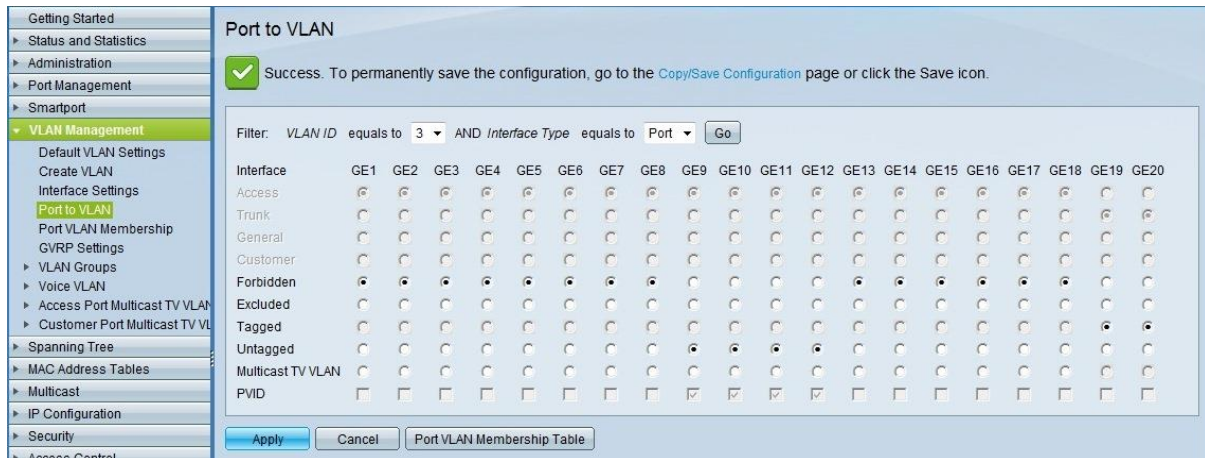 Getting Started
Status and Statistics
Administration
Port Management
Smartport
VLAN Management
Default VLAN Settings
Create VLAN
Interface Settings
Port to VLAN
Port VLAN Membership
GVRP Settings
VLAN Groups
Voice VLAN
Access Port Multicast TV VLAN
Customer Port Multicast TV VL
Spanning Tree
MAC Address Tables
Multicast
IP Configuration
Security
Access Control
Port to VLAN
Success. To permanently save the configuration, go to the Copy/Save Configuration page or click the Save icon.
Filter: VLAN ID equals to 3 AND Interface Type equals to Port Go
Interface GE1 GE2 GE3 GE4 GE5 GE6 GE7 GE8 GE9 GE10 GE11 GE12 GE13 GE14 GE15 GE16 GE17 GE18 GE19 GE20
Access
Trunk
General
Customer
Forbidden
Excluded
Tagged
Untagged
Multicast TV VLAN
PVID
Apply Cancel Port VLAN Membership Table